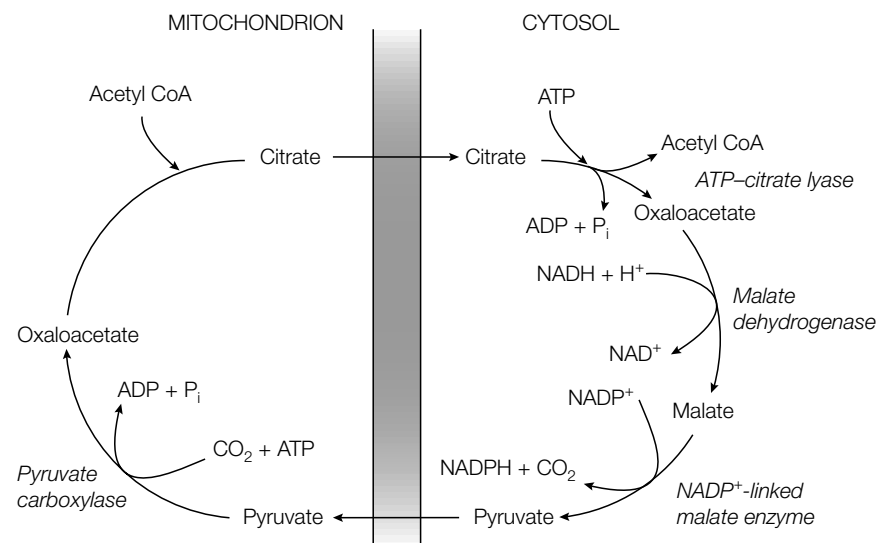 MITOCHONDRION
CYTOSOL
Acetyl CoA
ATP
Citrate
Citrate
Acetyl CoA
ATP–citrate lyase
Oxaloacetate
ADP + Pᵢ
NADH + H⁺
Malate
dehydrogenase
Oxaloacetate
NAD⁺
ADP + Pᵢ
NADP⁺
Malate
CO₂ + ATP
NADPH + CO₂
Pyruvate
carboxylase
NADP⁺-linked
malate enzyme
Pyruvate
Pyruvate